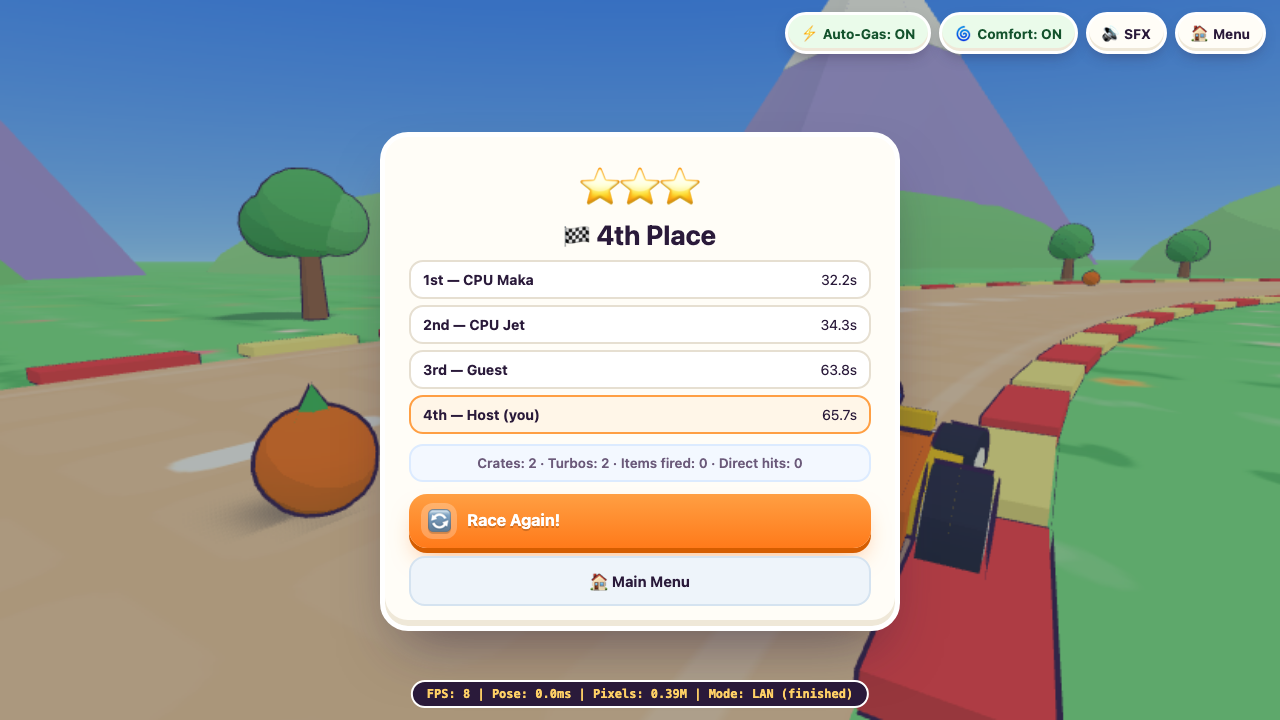 ⚡ Auto-Gas: ON
🌀 Comfort: ON
🔊 SFX
🏠 Menu
⭐⭐⭐
🏁 4th Place
1st — CPU Maka 32.2s
2nd — CPU Jet 34.3s
3rd — Guest 63.8s
4th — Host (you) 65.7s
Crates: 2 · Turbos: 2 · Items fired: 0 · Direct hits: 0
🔄 Race Again!
🏠 Main Menu
FPS: 8 | Pose: 0.0ms | Pixels: 0.39M | Mode: LAN (finished)